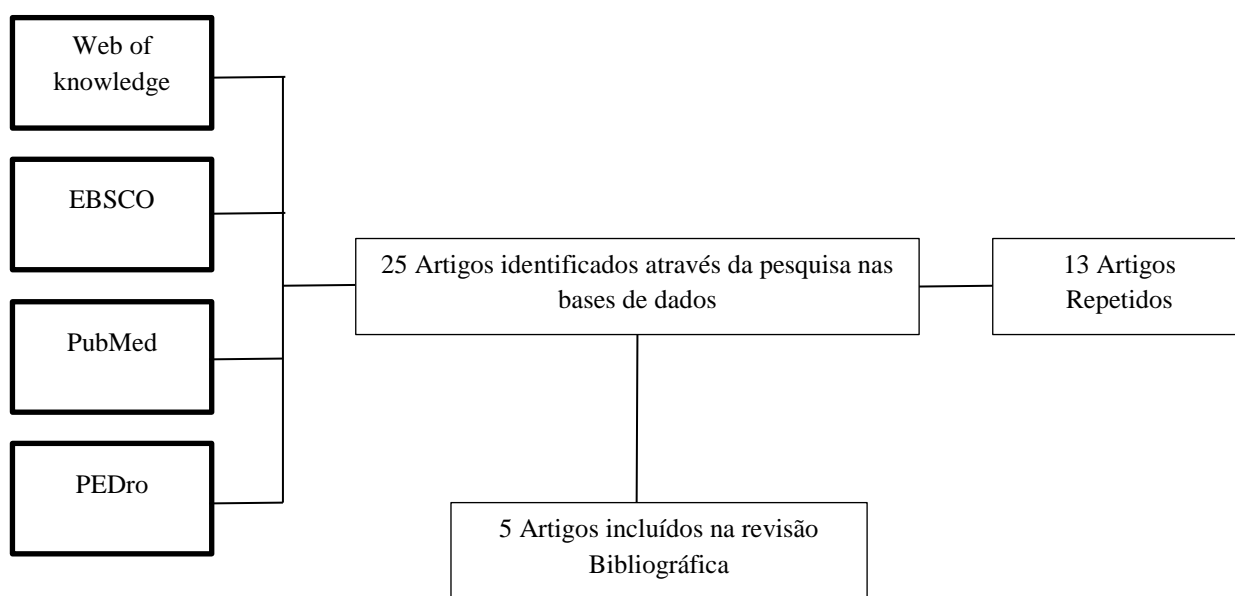 Web of
knowledge
EBSCO
PubMed
PEDro
25 Artigos identificados através da pesquisa nas
bases de dados
13 Artigos
Repetidos
5 Artigos incluídos na revisão
Bibliográfica